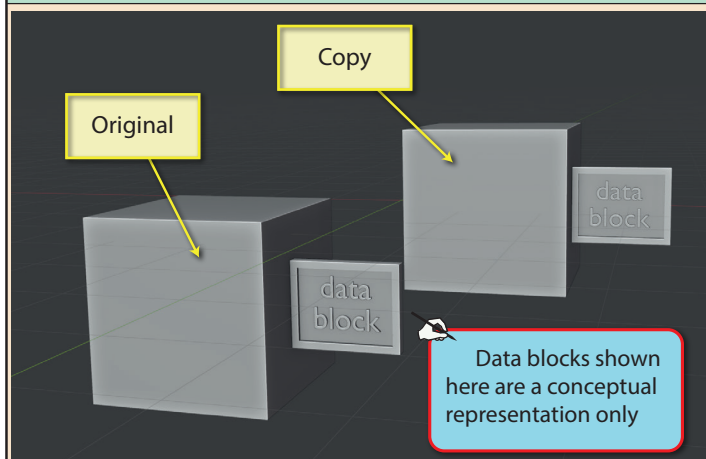 Copy
Original
data
block
data
block
Data blocks shown
here are a conceptual
representation only